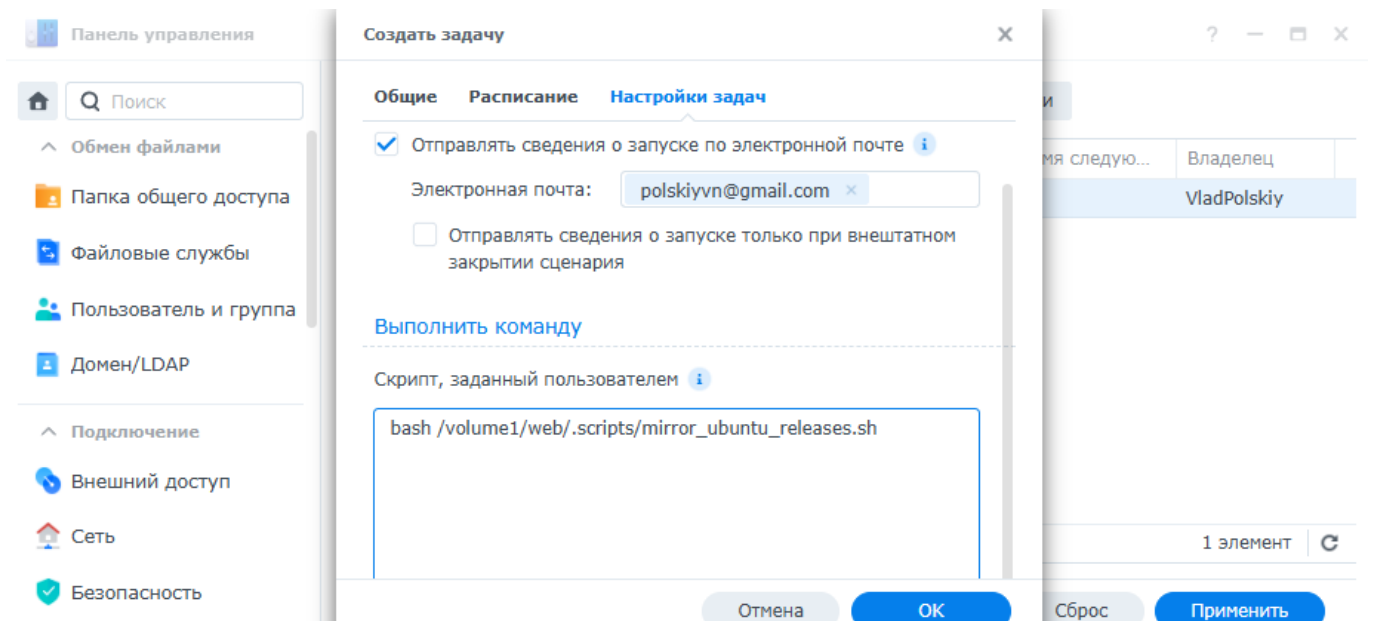 Панель управления
Создать задачу
Поиск
Общие Расписание Настройки задач
и
Обмен файлами
Отправлять сведения о запуске по электронной почте
мя следую... Владелец
Папка общего доступа
Электронная почта: polskiyvn@gmail.com
VladPolskiy
Файловые службы
Отправлять сведения о запуске только при внештатном
закрытии сценария
Пользователь и группа
Выполнить команду
Домен/LDAP
Скрипт, заданный пользователем
bash /volume1/web/.scripts/mirror_ubuntu_releases.sh
Подключение
Внешний доступ
Сеть
1 элемент
Безопасность
Отмена OK Сброс Применить